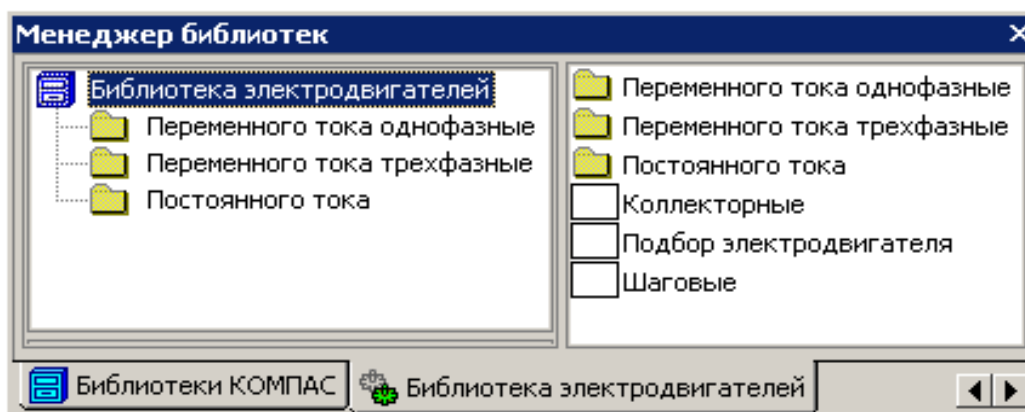 Менеджер библиотек
Библиотека электродвигателей
Переменного тока однофазные
Переменного тока трехфазные
Постоянного тока
Переменного тока однофазные
Переменного тока трехфазные
Постоянного тока
Коллекторные
Подбор электродвигателя
Шаговые
Библиотеки КОМПАС
Библиотека электродвигателей